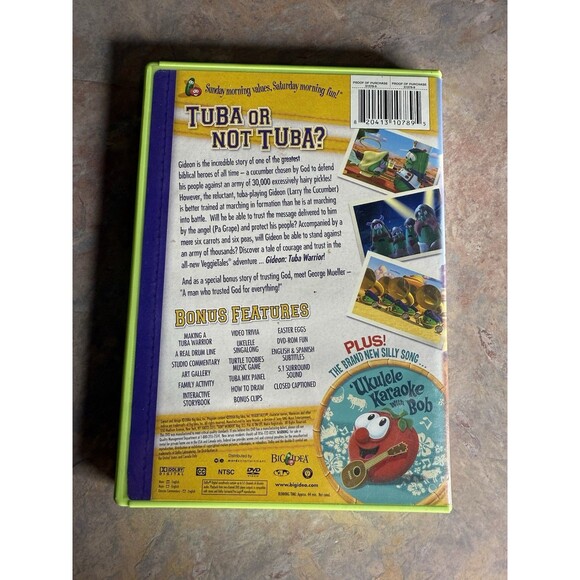 Sunday morning values, Saturday morning fun!™
PROOF OF PURCHASE
PROOF OF PURCHASE
8 20413 10789 1
TUBA OR
NOT TUBA?
Gideon is the incredible story of one of the greatest
biblical heroes of all time – a cucumber chosen by God to defend
his people against an army of 30,000 excessively hairy pickles!
However, the reluctant, tuba-playing Gideon (Larry the Cucumber)
is better trained at marching in formation than he is at marching
into battle. Will he be able to trust the message delivered to him
by the angel (Pa Grape) and protect his people? Accompanied by a
mere six carrots and six peas, will Gideon be able to stand against
an army of thousands? Discover a tale of courage and trust in the
all-new VeggieTales® adventure ... Gideon: Tuba Warrior!
And as a special bonus story of trusting God, meet George Mueller –
"A man who trusted God for everything!"
BONUS FEATURES
MAKING A
TUBA WARRIOR
A REAL DRUM LINE
STUDIO COMMENTARY
ART GALLERY
FAMILY ACTIVITY
INTERACTIVE
STORYBOOK
VIDEO TRIVIA
UKELELE
SINGALONG
TURTLE TOOBIES
MUSIC GAME
TUBA MIX PANEL
HOW TO DRAW
BONUS CLIPS
EASTER EGGS
DVD-ROM FUN
ENGLISH & SPANISH
SUBTITLES
5.1 SURROUND
SOUND
CLOSED CAPTIONED
PLUS!
THE BRAND NEW SILLY SONG...
'Ukulele
Karaoke
with
Bob
Distributed by
BIG IDEA
DOLBY
DIGITAL
NTSC
DVD
www.bigidea.com